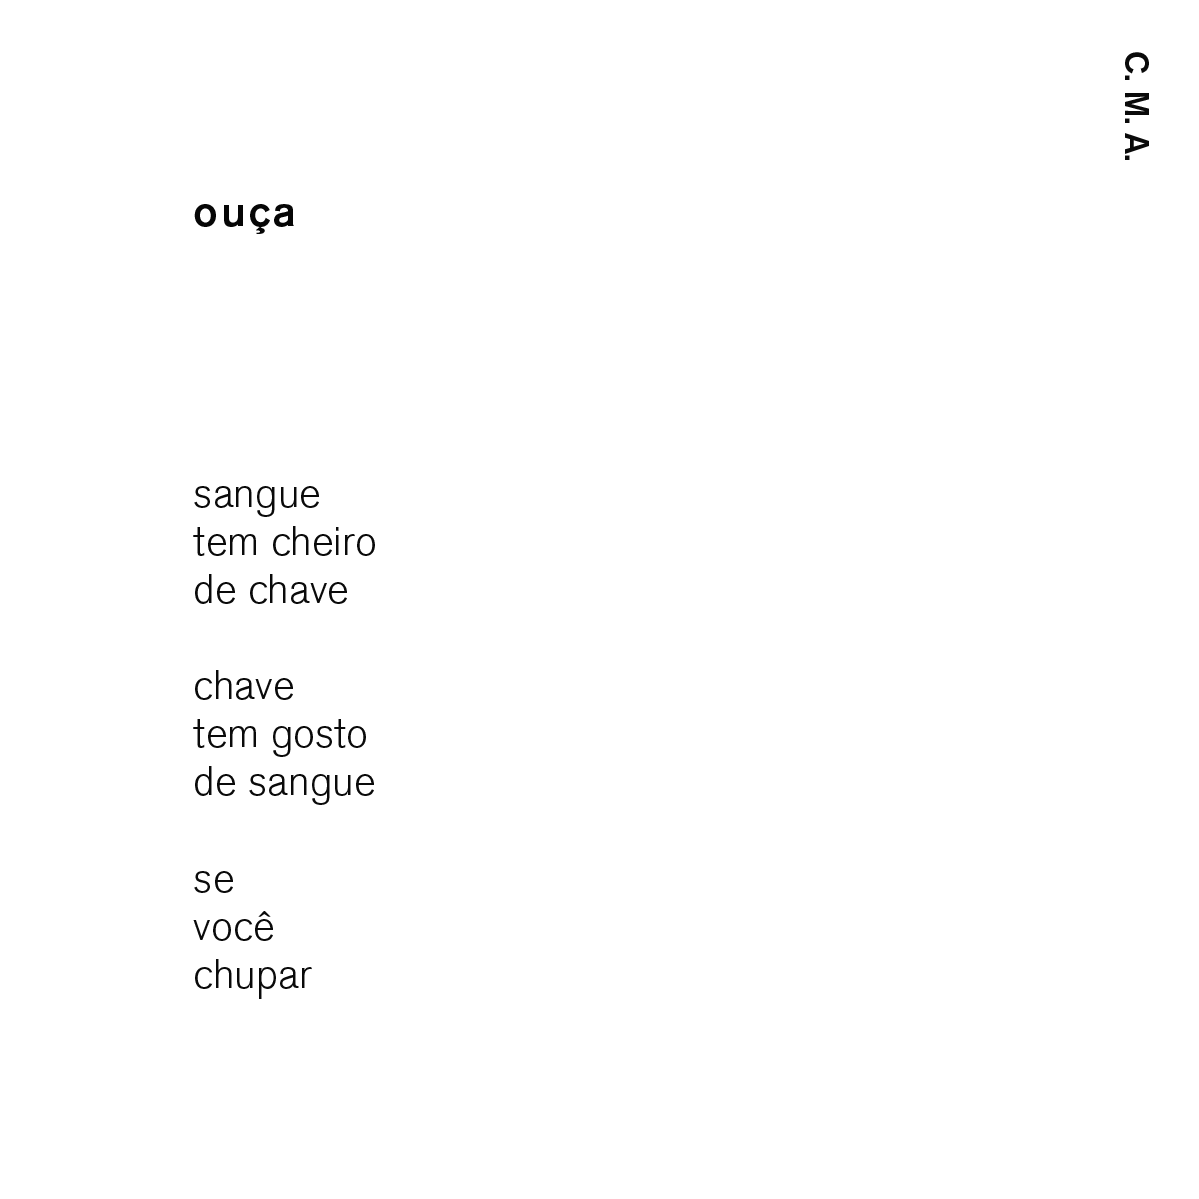 C. M. A.
ouça
sangue
tem cheiro
de chave
chave
tem gosto
de sangue
se
você
chupar